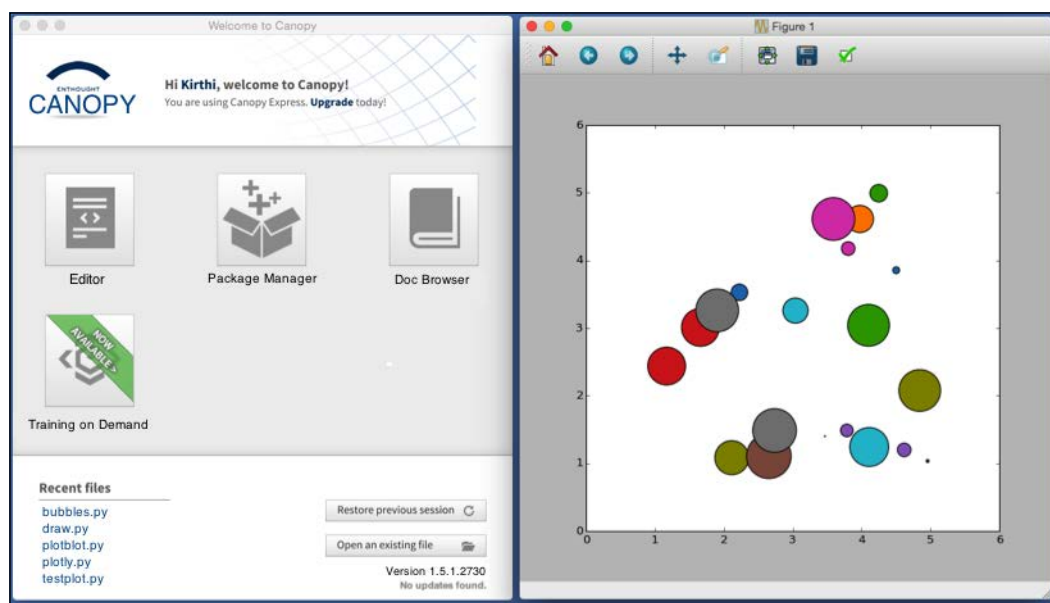 Welcome to Canopy
ENTHOUGHT
CANOPY
Hi Kirthi, welcome to Canopy!
You are using Canopy Express. Upgrade today!
Editor
Package Manager
Doc Browser
NOW
AVAILABLE >
Training on Demand
Recent files
bubbles.py
draw.py
plotblot.py
plotly.py
testplot.py
Restore previous session
Open an existing file
Version 1.5.1.2730
No updates found.
Figure 1
6
5
4
3
2
1
0
0 1 2 3 4 5 6